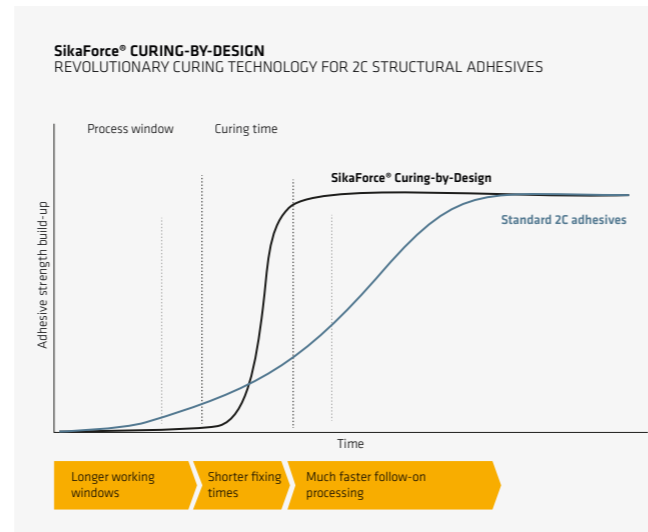 SikaForce® CURING-BY-DESIGN
REVOLUTIONARY CURING TECHNOLOGY FOR 2C STRUCTURAL ADHESIVES
Process window
Curing time
SikaForce® Curing-by-Design
Standard 2C adhesives
Adhesive strength build-up
Time
Longer working
windows
Shorter fixing
times
Much faster follow-on
processing